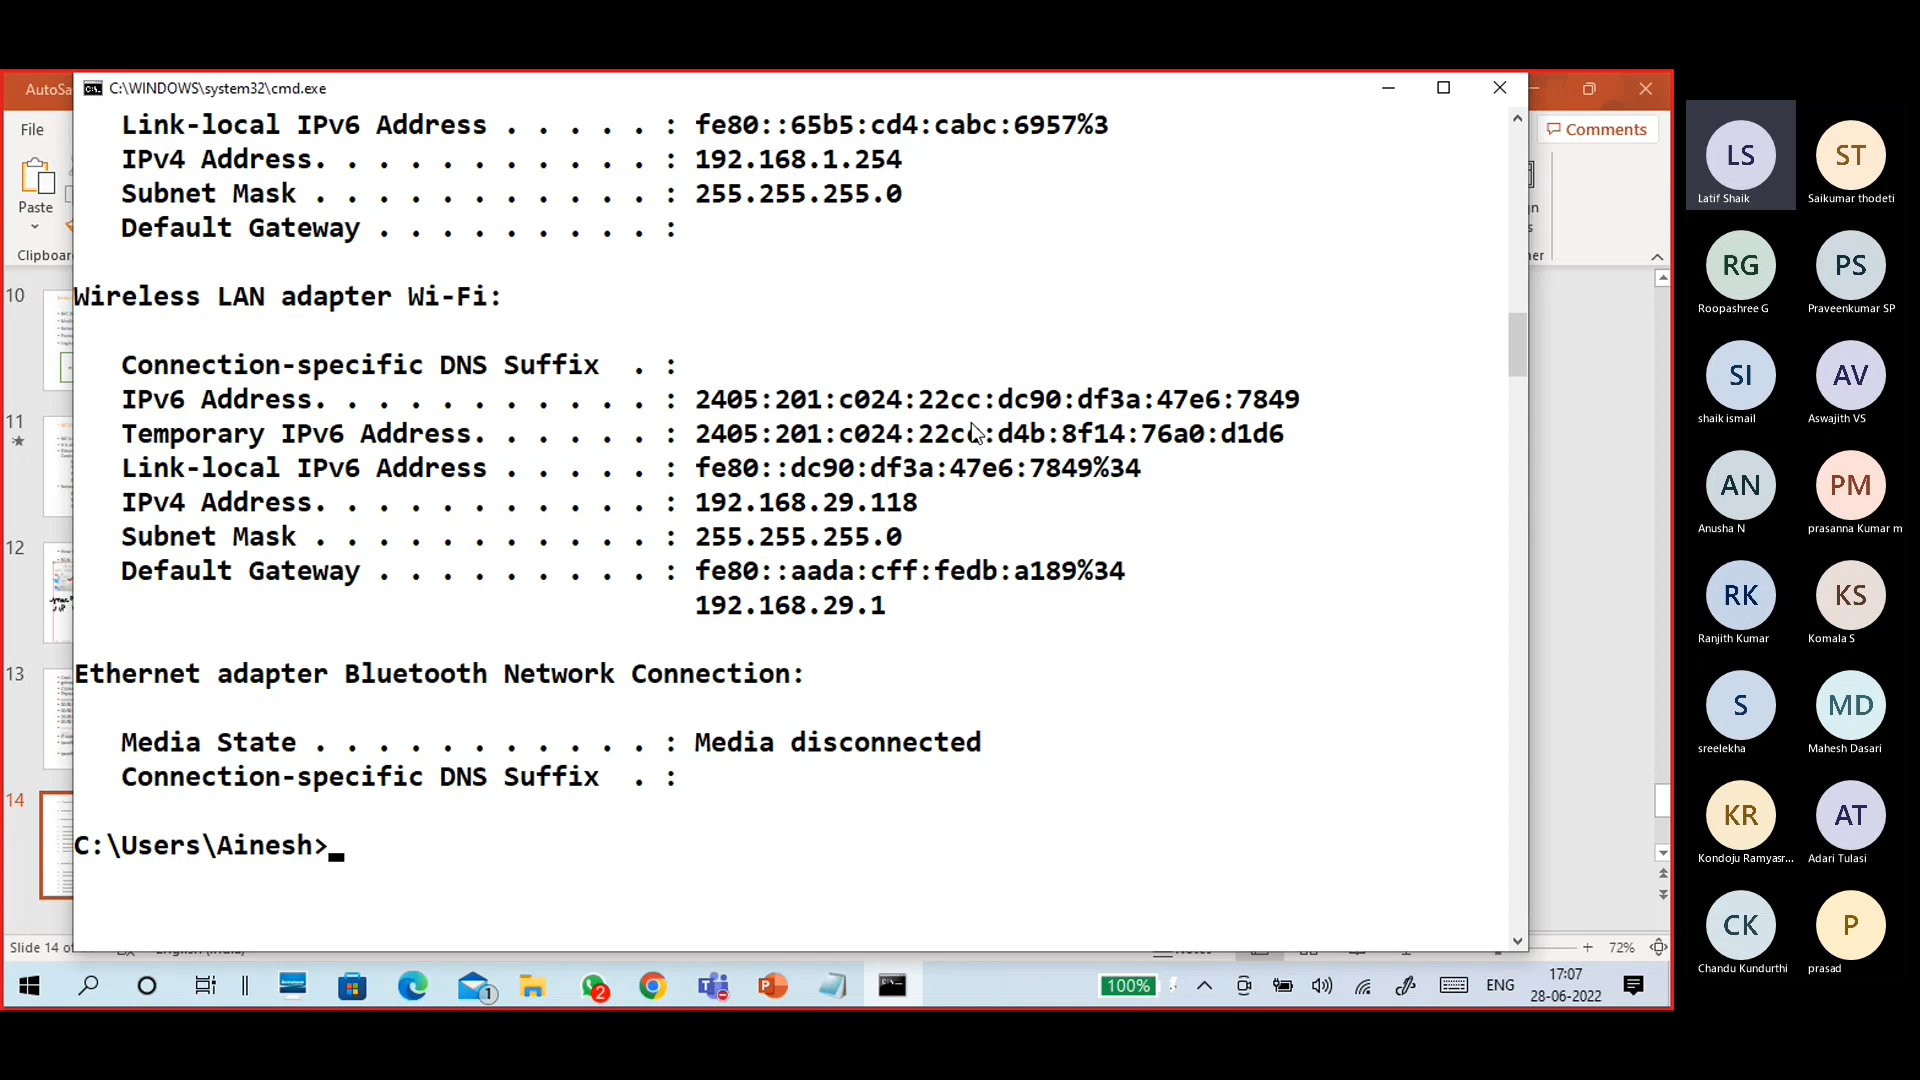 AutoSa
C:\WINDOWS\system32\cmd.exe
File
Comments
Paste
Clipboar
Link-local IPv6 Address . . . . . : fe80::65b5:cd4:cabc:6957%3
IPv4 Address. . . . . . . . . . . : 192.168.1.254
Subnet Mask . . . . . . . . . . . : 255.255.255.0
Default Gateway . . . . . . . . . :
Wireless LAN adapter Wi-Fi:
Connection-specific DNS Suffix . :
IPv6 Address. . . . . . . . . . . : 2405:201:c024:22cc:dc90:df3a:47e6:7849
Temporary IPv6 Address. . . . . . : 2405:201:c024:22cc:d4b:8f14:76a0:d1d6
Link-local IPv6 Address . . . . . : fe80::dc90:df3a:47e6:7849%34
IPv4 Address. . . . . . . . . . . : 192.168.29.118
Subnet Mask . . . . . . . . . . . : 255.255.255.0
Default Gateway . . . . . . . . . : fe80::aada:cff:fedb:a189%34
192.168.29.1
Ethernet adapter Bluetooth Network Connection:
Media State . . . . . . . . . . . : Media disconnected
Connection-specific DNS Suffix . :
C:\Users\Ainesh>
10
11
12
13
14
Slide 14 of
72%
100%
ENG
17:07
28-06-2022
1
2
LS
Latif Shaik
ST
Saikumar thodeti
RG
Roopashree G
PS
Praveenkumar SP
SI
shaik ismail
AV
Aswajith VS
AN
Anusha N
PM
prasanna Kumar m
RK
Ranjith Kumar
KS
Komala S
S
sreelekha
MD
Mahesh Dasari
KR
Kondoju Ramyasr...
AT
Adari Tulasi
CK
Chandu Kundurthi
P
prasad